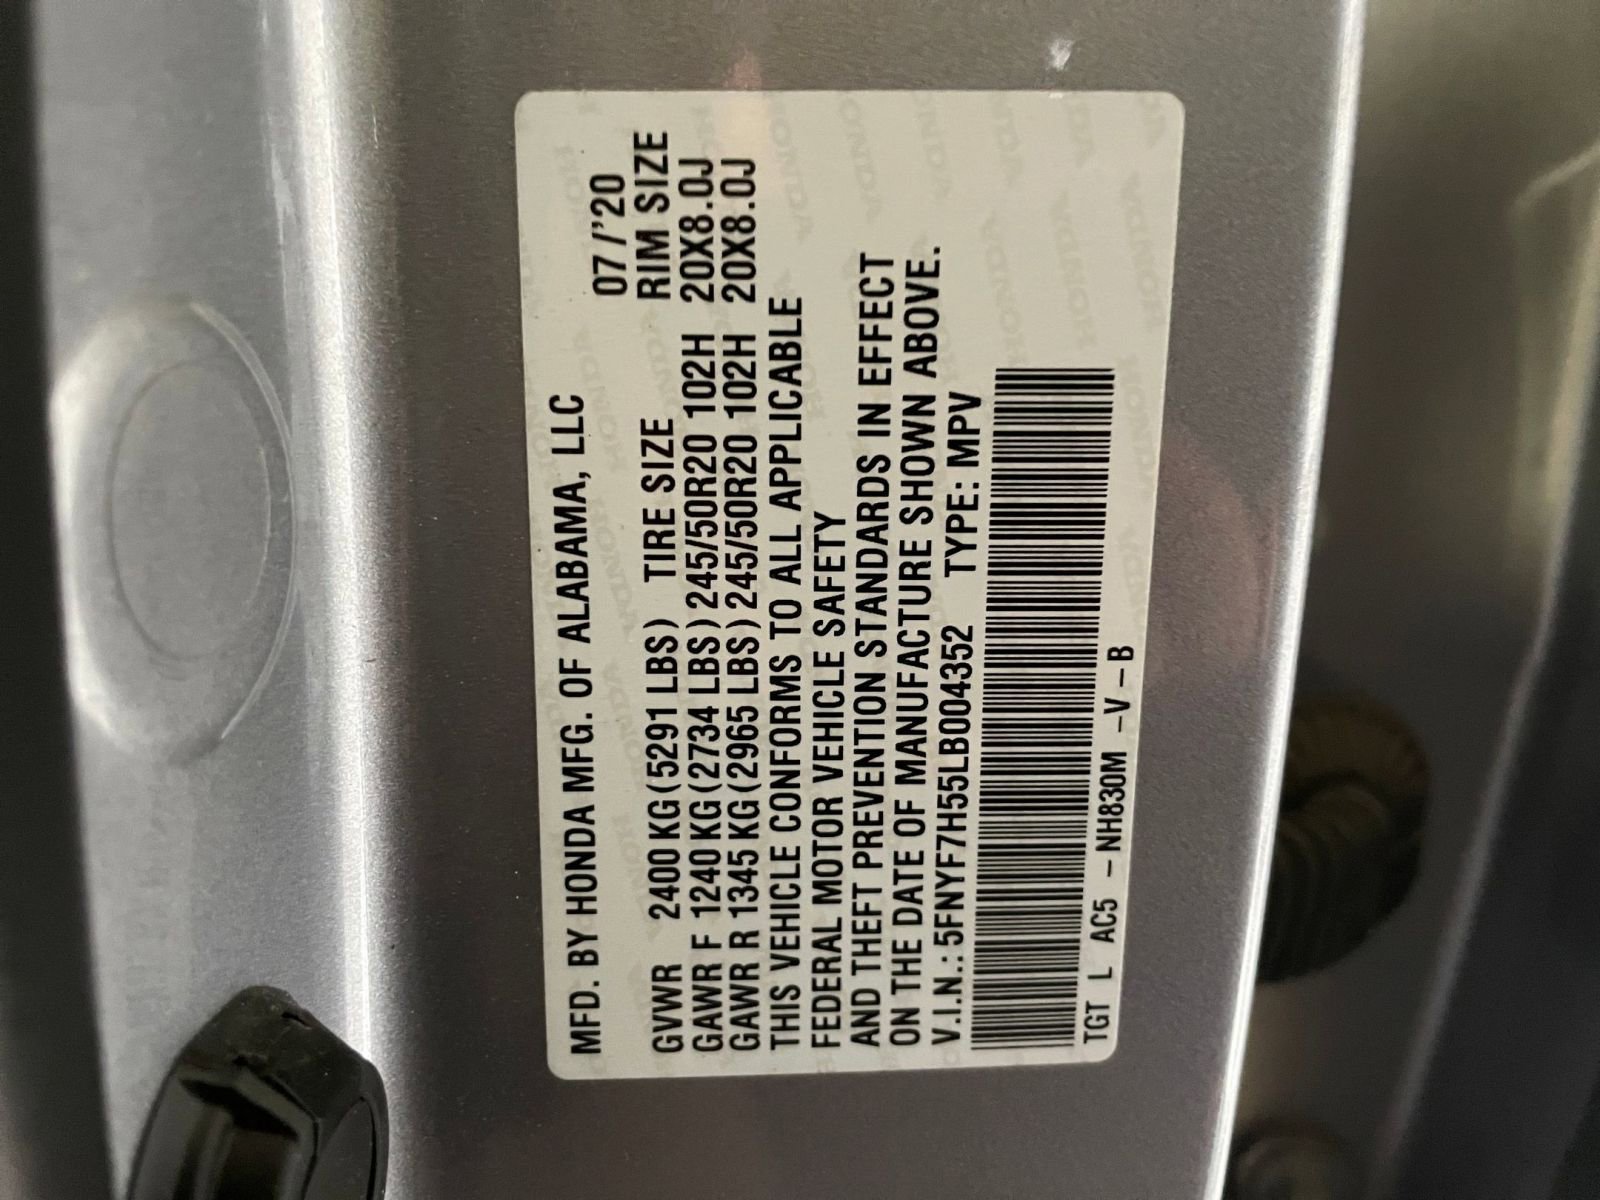 MFD. BY HONDA MFG. OF ALABAMA, LLC
07/'20
GVWR 2400 KG(5291 LBS) TIRE SIZE RIM SIZE
GAWR F 1240 KG(2734 LBS) 245/50R20 102H 20X8.0J
GAWR R 1345 KG(2965 LBS) 245/50R20 102H 20X8.0J
THIS VEHICLE CONFORMS TO ALL APPLICABLE
FEDERAL MOTOR VEHICLE SAFETY
AND THEFT PREVENTION STANDARDS IN EFFECT
ON THE DATE OF MANUFACTURE SHOWN ABOVE.
V.I.N.: 5FNYF7H55LB004352 TYPE: MPV
TGT L AC5 -NH830M -V-B